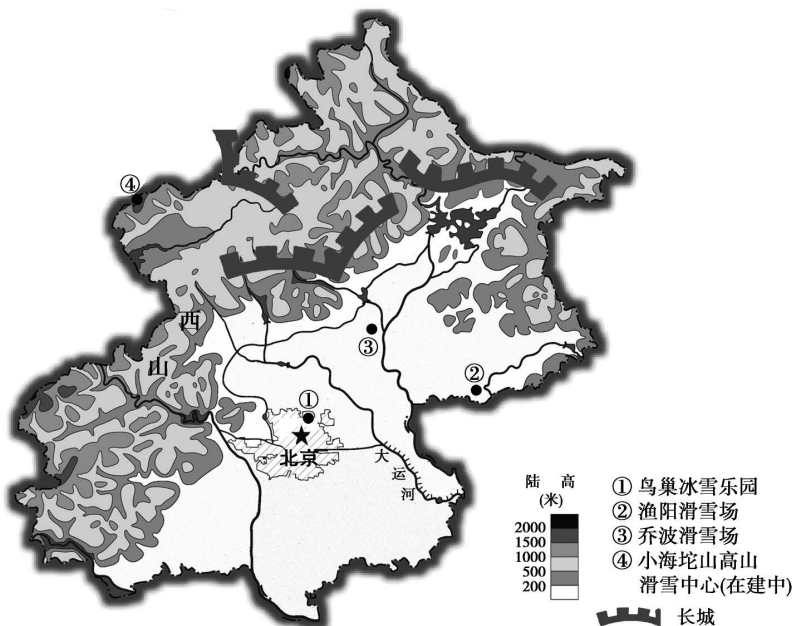 ④
西
山
③
②
①
北京
大
运
河
陆 高
(米)
2000
1500
1000
500
200
① 鸟巢冰雪乐园
② 渔阳滑雪场
③ 乔波滑雪场
④ 小海坨山高山
滑雪中心(在建中)
长城